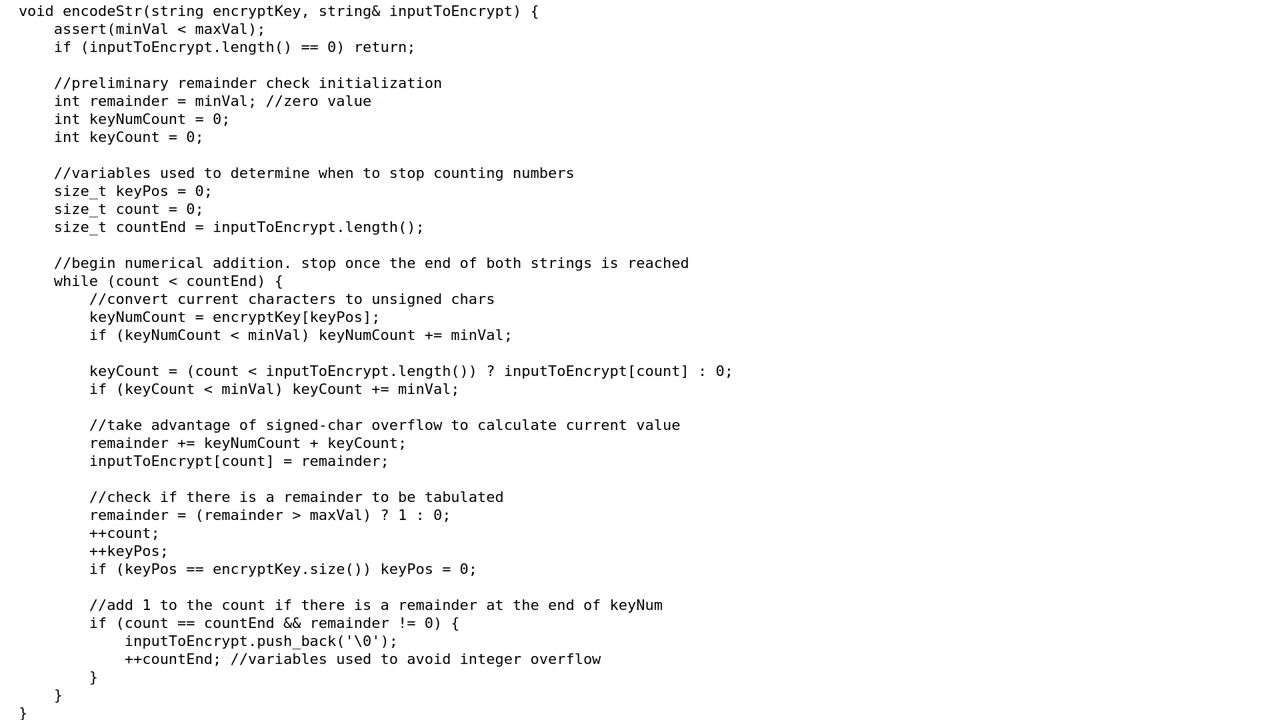 void encodeStr(string encryptKey, string& inputToEncrypt) {
    assert(minVal < maxVal);
    if (inputToEncrypt.length() == 0) return;

    //preliminary remainder check initialization
    int remainder = minVal; //zero value
    int keyNumCount = 0;
    int keyCount = 0;

    //variables used to determine when to stop counting numbers
    size_t keyPos = 0;
    size_t count = 0;
    size_t countEnd = inputToEncrypt.length();

    //begin numerical addition. stop once the end of both strings is reached
    while (count < countEnd) {
        //convert current characters to unsigned chars
        keyNumCount = encryptKey[keyPos];
        if (keyNumCount < minVal) keyNumCount += minVal;

        keyCount = (count < inputToEncrypt.length()) ? inputToEncrypt[count] : 0;
        if (keyCount < minVal) keyCount += minVal;

        //take advantage of signed-char overflow to calculate current value
        remainder += keyNumCount + keyCount;
        inputToEncrypt[count] = remainder;

        //check if there is a remainder to be tabulated
        remainder = (remainder > maxVal) ? 1 : 0;
        ++count;
        ++keyPos;
        if (keyPos == encryptKey.size()) keyPos = 0;

        //add 1 to the count if there is a remainder at the end of keyNum
        if (count == countEnd && remainder != 0) {
            inputToEncrypt.push_back('\0');
            ++countEnd; //variables used to avoid integer overflow
        }
    }
}